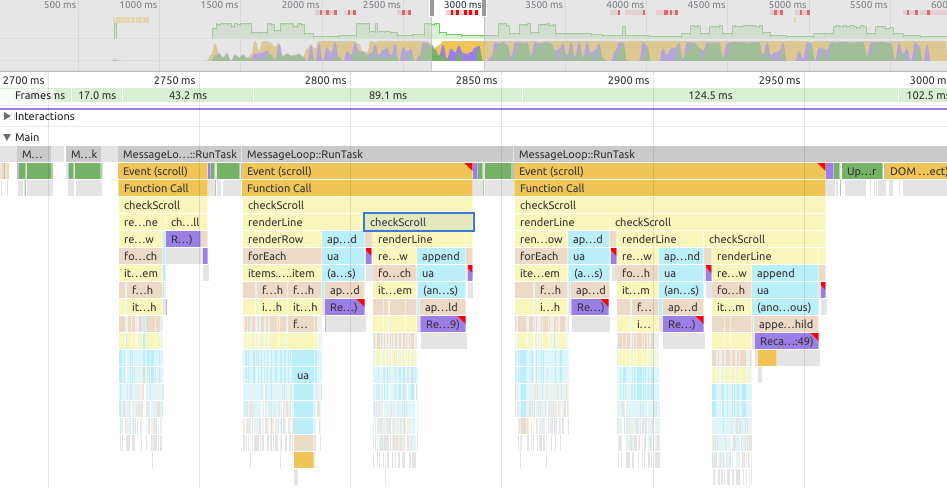 500 ms 1000 ms 1500 ms 2000 ms 2500 ms 3000 ms 3500 ms 4000 ms 4500 ms 5000 ms 5500 ms 600
2700 ms 2750 ms 2800 ms 2850 ms 2900 ms 2950 ms 3000 m
Frames ms 17.0 ms 43.2 ms 89.1 ms 124.5 ms 102.5 ms
Interactions
Main
M... M...k MessageLo...::RunTask MessageLoop::RunTask MessageLoop::RunTask
Event (scroll) Event (scroll) Event (scroll) Up...r DOM ...ect)
Function Call Function Call Function Call
checkScroll checkScroll checkScroll
re...ne ch...ll renderLine checkScroll renderLine checkScroll
re...w R...) renderRow ap...d renderLine ren...ow ap...d renderLine ap...nd checkScroll
fo...ch forEach ua re...w append forEach ua re...w ua renderLine
it...em items....item (a...s) fo...ch ua ite...m (a...s) fo...h (an...s) re...w append
f...h f...h f...h ap...d it...em (an...s) f...h ap...d it...m ap...d fo...h ua
it...h i...h it...h Re...) ap...ld i...h Re...) f...h ap...d it...m (ano...ous)
f... Re...9) i... Re...) f...h appe...hild
it...h Reca...:49)
ua